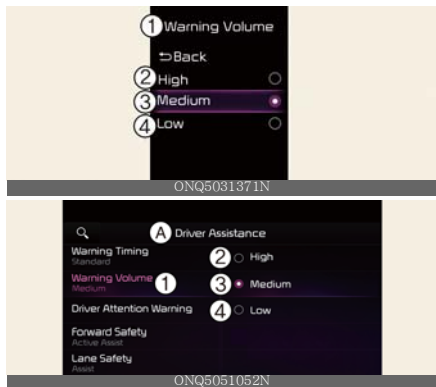 ① Warning Volume
⮌Back
② High
③ Medium
④ Low
ONQ5031371N
Ⓐ Driver Assistance
Warning Timing
Standard
② High
Warning Volume ①
Medium
③ Medium
Driver Attention Warning
④ Low
Forward Safety
Active Assist
Lane Safety
Assist
ONQ5051052N